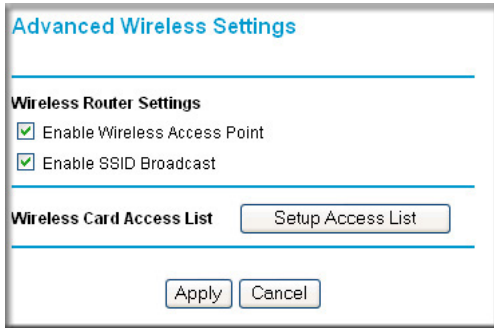 Advanced Wireless Settings
Wireless Router Settings
Enable Wireless Access Point
Enable SSID Broadcast
Wireless Card Access List Setup Access List
Apply Cancel